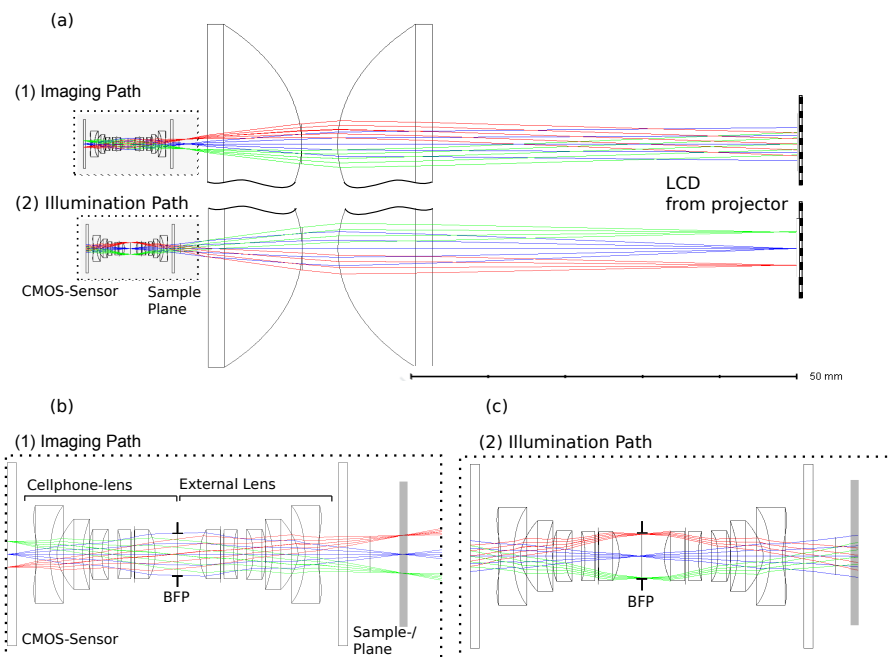 (a)
(1) Imaging Path
(2) Illumination Path
LCD
from projector
CMOS-Sensor
Sample
Plane
50 mm
(b)
(1) Imaging Path
Cellphone-lens
External Lens
BFP
CMOS-Sensor
Sample-/
Plane
(c)
(2) Illumination Path
BFP